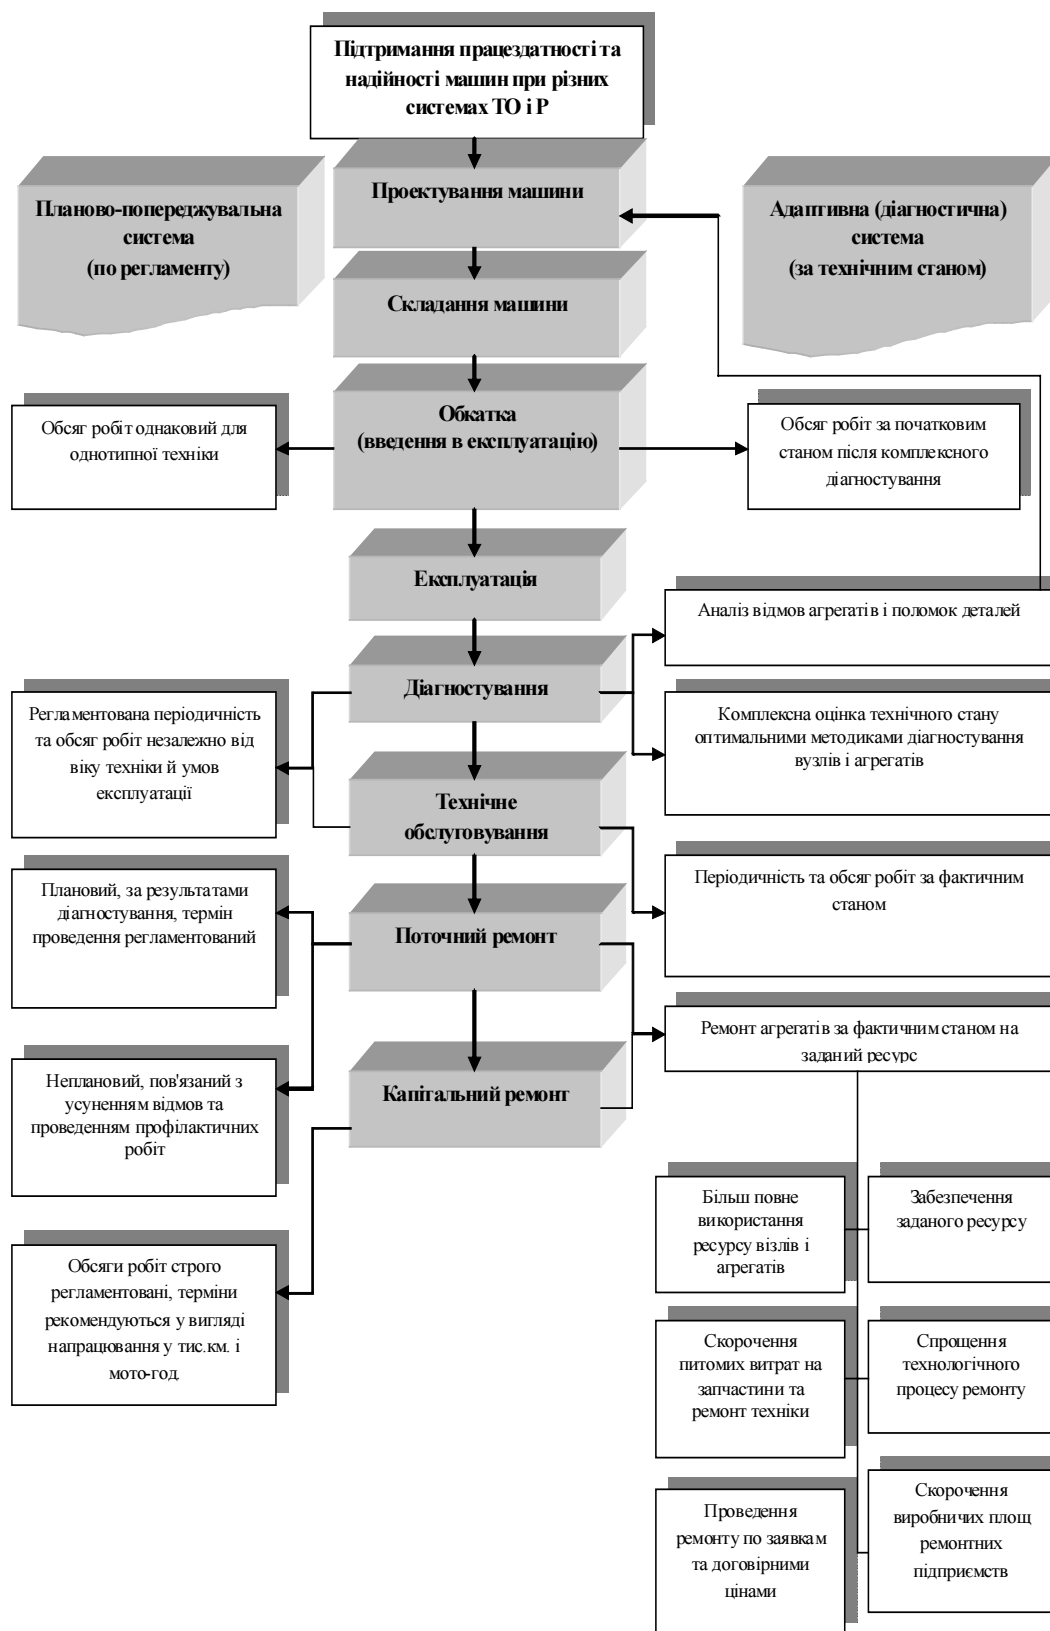 Підтримання працездатності та
надійності машин при різних
системах ТО і Р
Проектування машини
Планово-попереджувальна
система
(по регламенту)
Адаптивна (діагностична)
система
(за технічним станом)
Складання машини
Обкатка
(введення в експлуатацію)
Обсяг робіт однаковий для
однотипної техніки
Обсяг робіт за початковим
станом після комплексного
діагностування
Експлуатація
Аналіз відмов агрегатів і поломок деталей
Діагностування
Регламентована періодичність
та обсяг робіт незалежно від
віку техніки й умов
експлуатації
Комплексна оцінка технічного стану
оптимальними методиками діагностування
вузлів і агрегатів
Технічне
обслуговування
Періодичність та обсяг робіт за фактичним
станом
Плановий, за результатами
діагностування, термін
проведення регламентований
Поточний ремонт
Ремонт агрегатів за фактичним станом на
заданий ресурс
Неплановий, пов'язаний з
усуненням відмов та
проведенням профілактичних
робіт
Капітальний ремонт
Більш повне
використання
ресурсу візлів і
агрегатів
Забезпечення
заданого ресурсу
Обсяги робіт строго
регламентовані, терміни
рекомендуються у вигляді
напрацювання у тис.км. і
мото-год.
Скорочення
питомих витрат на
запчастини та
ремонт техніки
Спрощення
технологічного
процесу ремонту
Проведення
ремонту по заявкам
та договірними
цінами
Скорочення
виробничих площ
ремонтних
підприємств